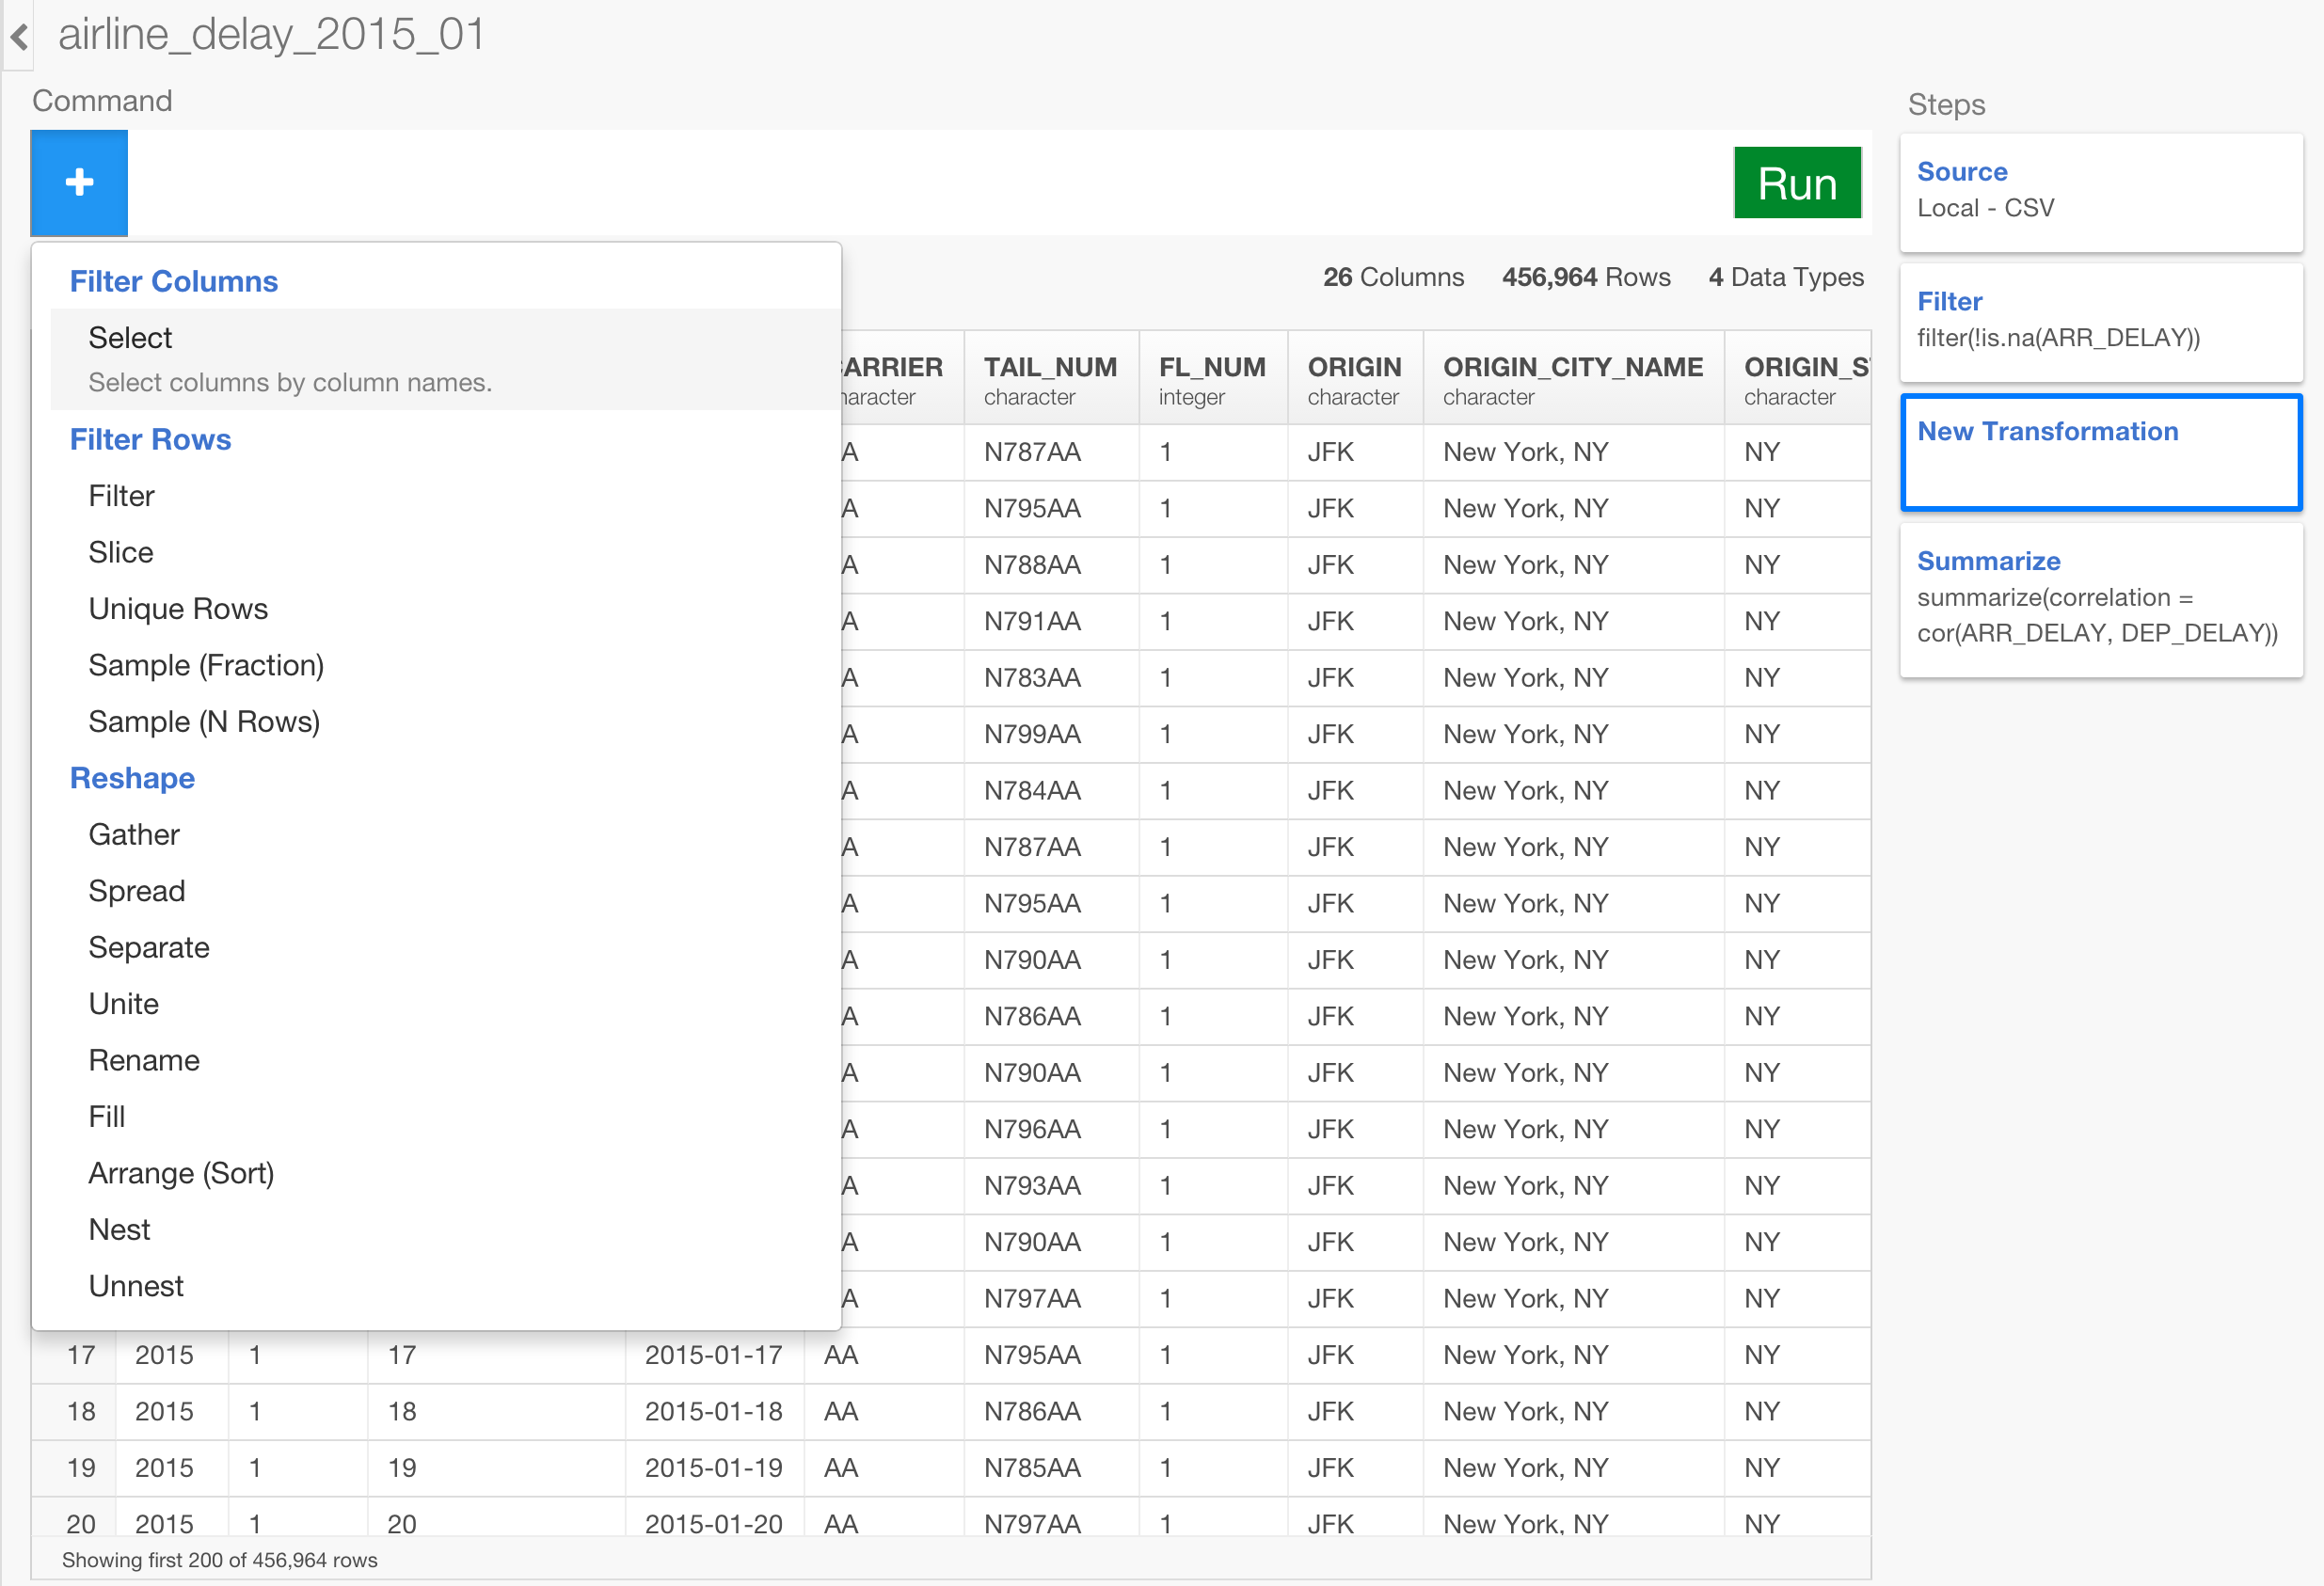 airline_delay_2015_01
Command
Run
Filter Columns
Select
Select columns by column names.
Filter Rows
Filter
Slice
Unique Rows
Sample (Fraction)
Sample (N Rows)
Reshape
Gather
Spread
Separate
Unite
Rename
Fill
Arrange (Sort)
Nest
Unnest
26 Columns 456,964 Rows 4 Data Types
TAIL_NUM FL_NUM ORIGIN ORIGIN_CITY_NAME
character integer character character character
A N787AA 1 JFK New York, NY NY
A N795AA 1 JFK New York, NY NY
A N788AA 1 JFK New York, NY NY
A N791AA 1 JFK New York, NY NY
A N783AA 1 JFK New York, NY NY
A N799AA 1 JFK New York, NY NY
A N784AA 1 JFK New York, NY NY
A N787AA 1 JFK New York, NY NY
A N795AA 1 JFK New York, NY NY
A N790AA 1 JFK New York, NY NY
A N786AA 1 JFK New York, NY NY
A N790AA 1 JFK New York, NY NY
A N796AA 1 JFK New York, NY NY
A N793AA 1 JFK New York, NY NY
A N790AA 1 JFK New York, NY NY
A N797AA 1 JFK New York, NY NY
17 2015 1 17 2015-01-17 AA N795AA 1 JFK New York, NY NY
18 2015 1 18 2015-01-18 AA N786AA 1 JFK New York, NY NY
19 2015 1 19 2015-01-19 AA N785AA 1 JFK New York, NY NY
20 2015 1 20 2015-01-20 AA N797AA 1 JFK New York, NY NY
Showing first 200 of 456,964 rows
Steps
Source
Local - CSV
Filter
filter(!is.na(ARR_DELAY))
New Transformation
Summarize
summarize(correlation =
cor(ARR_DELAY, DEP_DELAY))